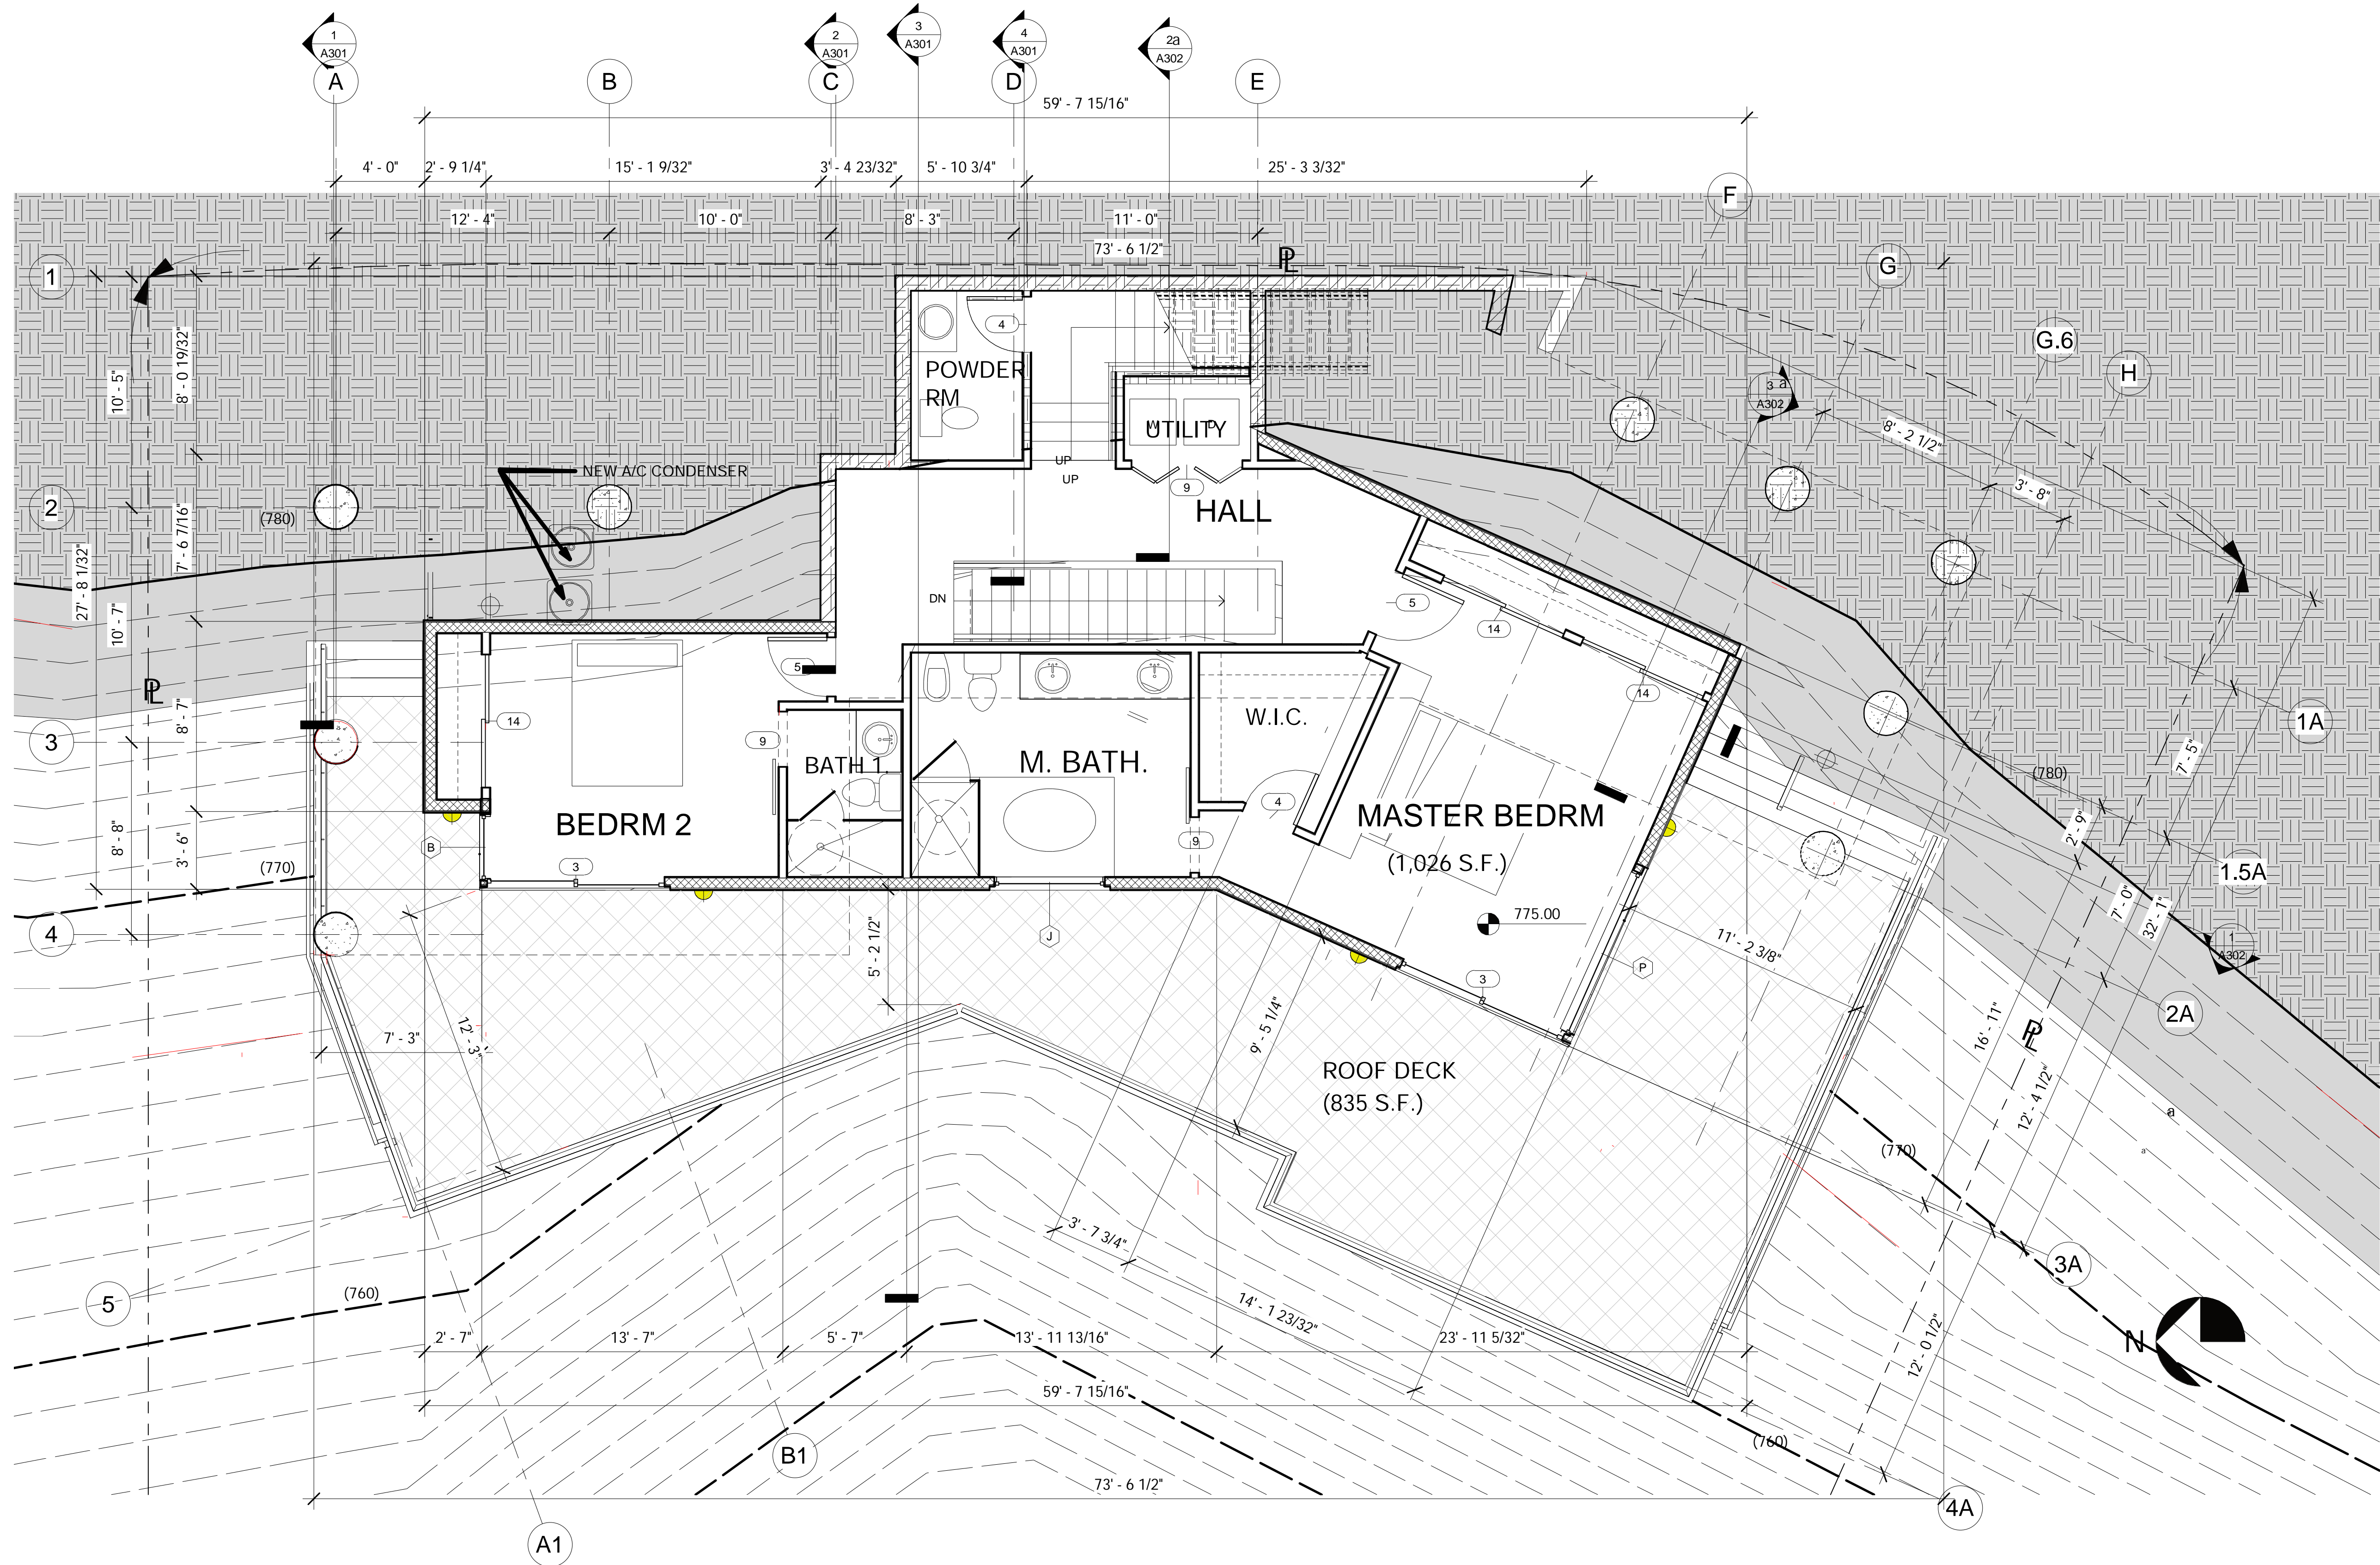 1
A301
2
A301
3
A301
4
A301
2a
A302
A
B
C
D
E
59' - 7 15/16"
4' - 0"
2' - 9 1/4"
15' - 1 9/32"
3' - 4 23/32"
5' - 10 3/4"
25' - 3 3/32"
F
12' - 4"
10' - 0"
8' - 3"
11' - 0"
73' - 6 1/2"
PL
G
1
G.6
H
10' - 5"
8' - 0 19/32"
4
POWDER
RM
3 a
A302
8' - 2 1/2"
W
D
UTILITY
UP
UP
9
NEW A/C CONDENSER
3' - 8"
2
(780)
HALL
7' - 6 7/16"
27' - 8 1/32"
10' - 7"
DN
5
14
5
14
PL
8' - 7"
14
9
3
W.I.C.
1A
BATH 1.
M. BATH.
7' - 5"
(780)
4
MASTER BEDRM
(1,026 S.F.)
BEDRM 2
8' - 8"
3' - 6"
B
9
2' - 9"
(770)
3
1.5A
7' - 0"
32' - 1"
775.00
4
J
5' - 2 1/2"
11' - 2 3/8"
1
A302
P
3
2A
7' - 3"
12' - 3"
9' - 5 1/4"
16' - 11"
PL
ROOF DECK
(835 S.F.)
12' - 4 1/2"
a
a
(770)
3' - 7 3/4"
3A
5
(760)
14' - 1 23/32"
2' - 7"
13' - 7"
5' - 7"
13' - 11 13/16"
23' - 11 5/32"
N
12' - 0 1/2"
59' - 7 15/16"
(760)
B1
73' - 6 1/2"
4A
A1